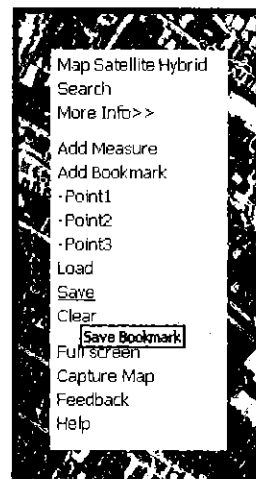 Map Satellite Hybrid
Search
More Info>>
Add Measure
Add Bookmark
-Point1
-Point2
-Point3
Load
Save
Clear
Save Bookmark
Full screen
Capture Map
Feedback
Help